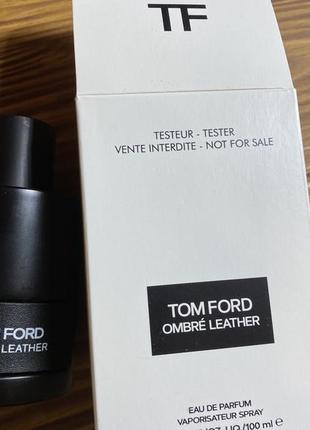 TF
TESTEUR - TESTER
VENTE INTERDITE - NOT FOR SALE
TOM FORD
OMBRÉ LEATHER
EAU DE PARFUM
VAPORISATEUR SPRAY
/100 ml ℮
FORD
LEATHER